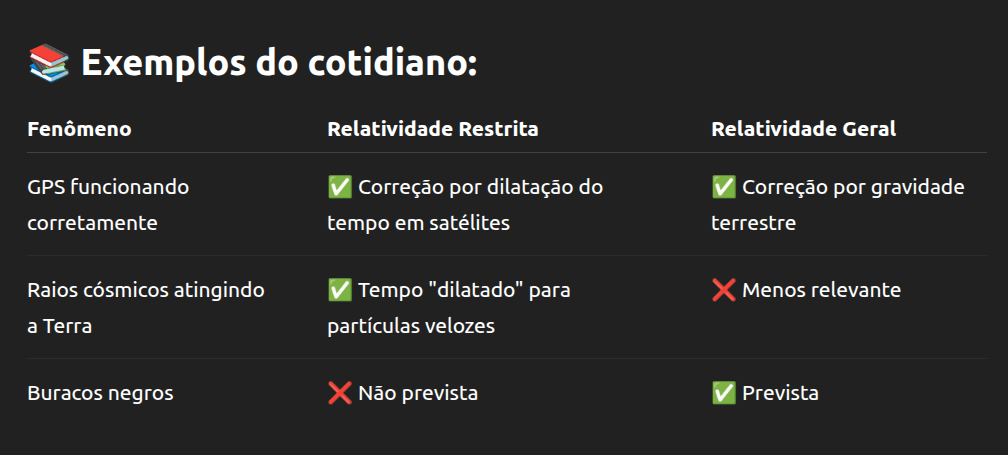 📚 Exemplos do cotidiano:
Fenômeno Relatividade Restrita Relatividade Geral
GPS funcionando ✅ Correção por dilatação do ✅ Correção por gravidade
corretamente tempo em satélites terrestre
Raios cósmicos atingindo ✅ Tempo "dilatado" para ❌ Menos relevante
a Terra partículas velozes
Buracos negros ❌ Não prevista ✅ Prevista